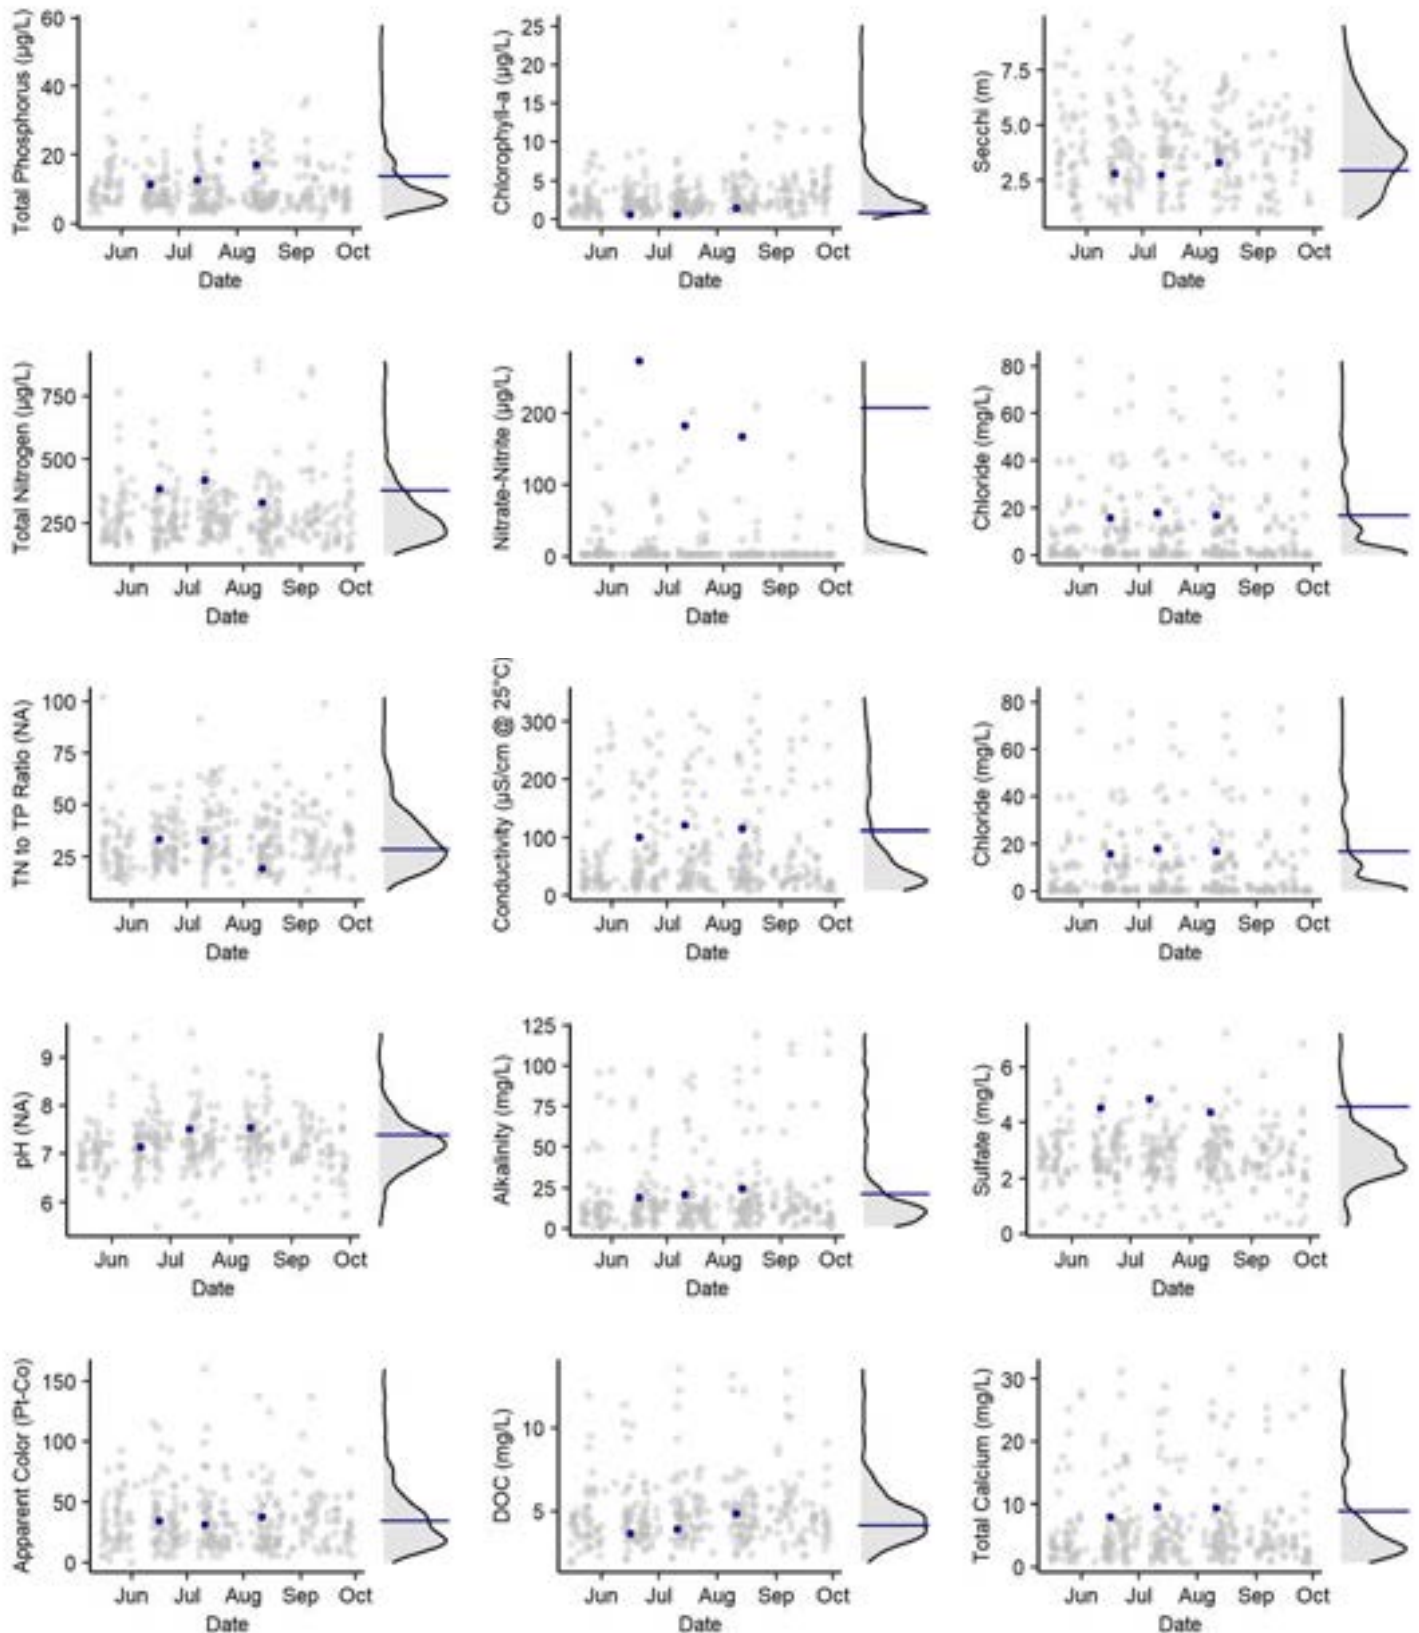 Total Phosphorus (µg/L)
60
40
20
0
Jun Jul Aug Sep Oct
Date
Chlorophyll-a (µg/L)
25
20
15
10
5
0
Jun Jul Aug Sep Oct
Date
Secchi (m)
7.5
5.0
2.5
Jun Jul Aug Sep Oct
Date
Total Nitrogen (µg/L)
750
500
250
Jun Jul Aug Sep Oct
Date
Nitrate-Nitrite (µg/L)
200
100
0
Jun Jul Aug Sep Oct
Date
Chloride (mg/L)
80
60
40
20
0
Jun Jul Aug Sep Oct
Date
TN to TP Ratio (NA)
100
75
50
25
Jun Jul Aug Sep Oct
Date
Conductivity (µS/cm @ 25°C)
300
200
100
0
Jun Jul Aug Sep Oct
Date
Chloride (mg/L)
80
60
40
20
0
Jun Jul Aug Sep Oct
Date
pH (NA)
9
8
7
6
Jun Jul Aug Sep Oct
Date
Alkalinity (mg/L)
125
100
75
50
25
0
Jun Jul Aug Sep Oct
Date
Sulfate (mg/L)
6
4
2
0
Jun Jul Aug Sep Oct
Date
Apparent Color (Pt-Co)
150
100
50
0
Jun Jul Aug Sep Oct
Date
DOC (mg/L)
10
5
Jun Jul Aug Sep Oct
Date
Total Calcium (mg/L)
30
20
10
0
Jun Jul Aug Sep Oct
Date